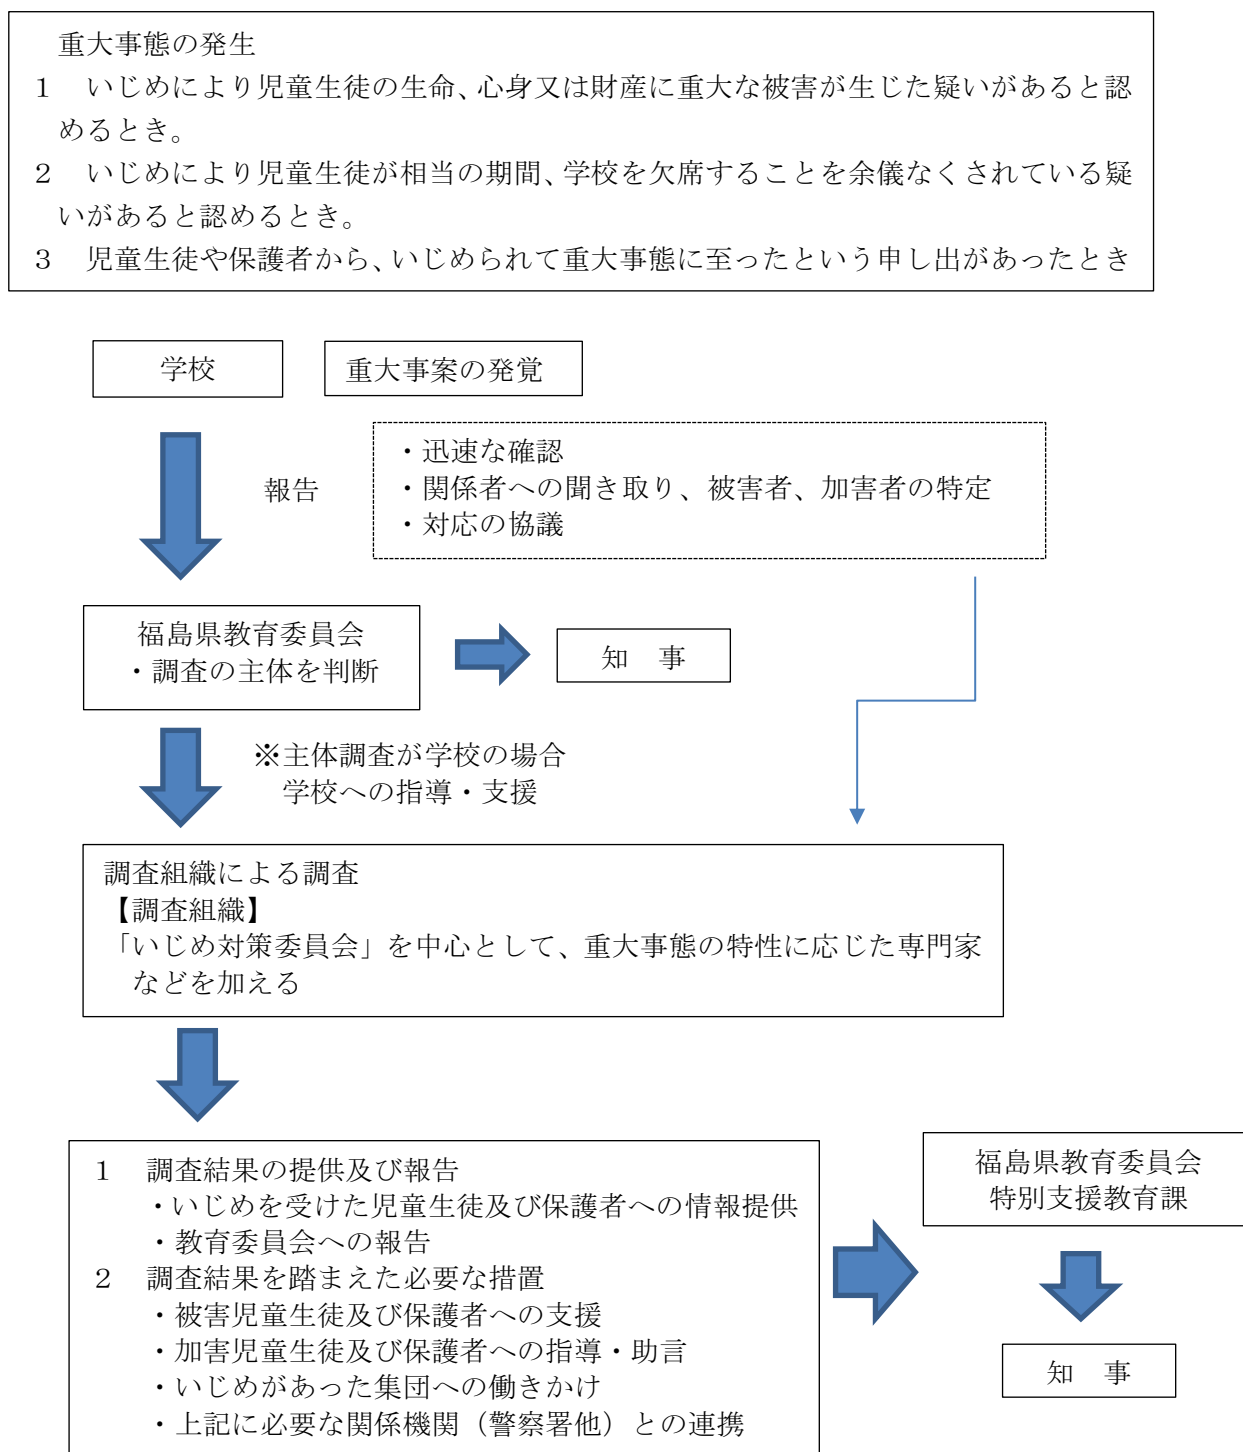 重大事態の発生
1 いじめにより児童生徒の生命、心身又は財産に重大な被害が生じた疑いがあると認
めるとき。
2 いじめにより児童生徒が相当の期間、学校を欠席することを余儀なくされている疑
いがあると認めるとき。
3 児童生徒や保護者から、いじめられて重大事態に至ったという申し出があったとき
学校
重大事案の発覚
報告
・迅速な確認
・関係者への聞き取り、被害者、加害者の特定
・対応の協議
福島県教育委員会
・調査の主体を判断
知 事
※主体調査が学校の場合
学校への指導・支援
調査組織による調査
【調査組織】
「いじめ対策委員会」を中心として、重大事態の特性に応じた専門家
などを加える
1 調査結果の提供及び報告
・いじめを受けた児童生徒及び保護者への情報提供
・教育委員会への報告
2 調査結果を踏まえた必要な措置
・被害児童生徒及び保護者への支援
・加害児童生徒及び保護者への指導・助言
・いじめがあった集団への働きかけ
・上記に必要な関係機関（警察署他）との連携
福島県教育委員会
特別支援教育課
知 事